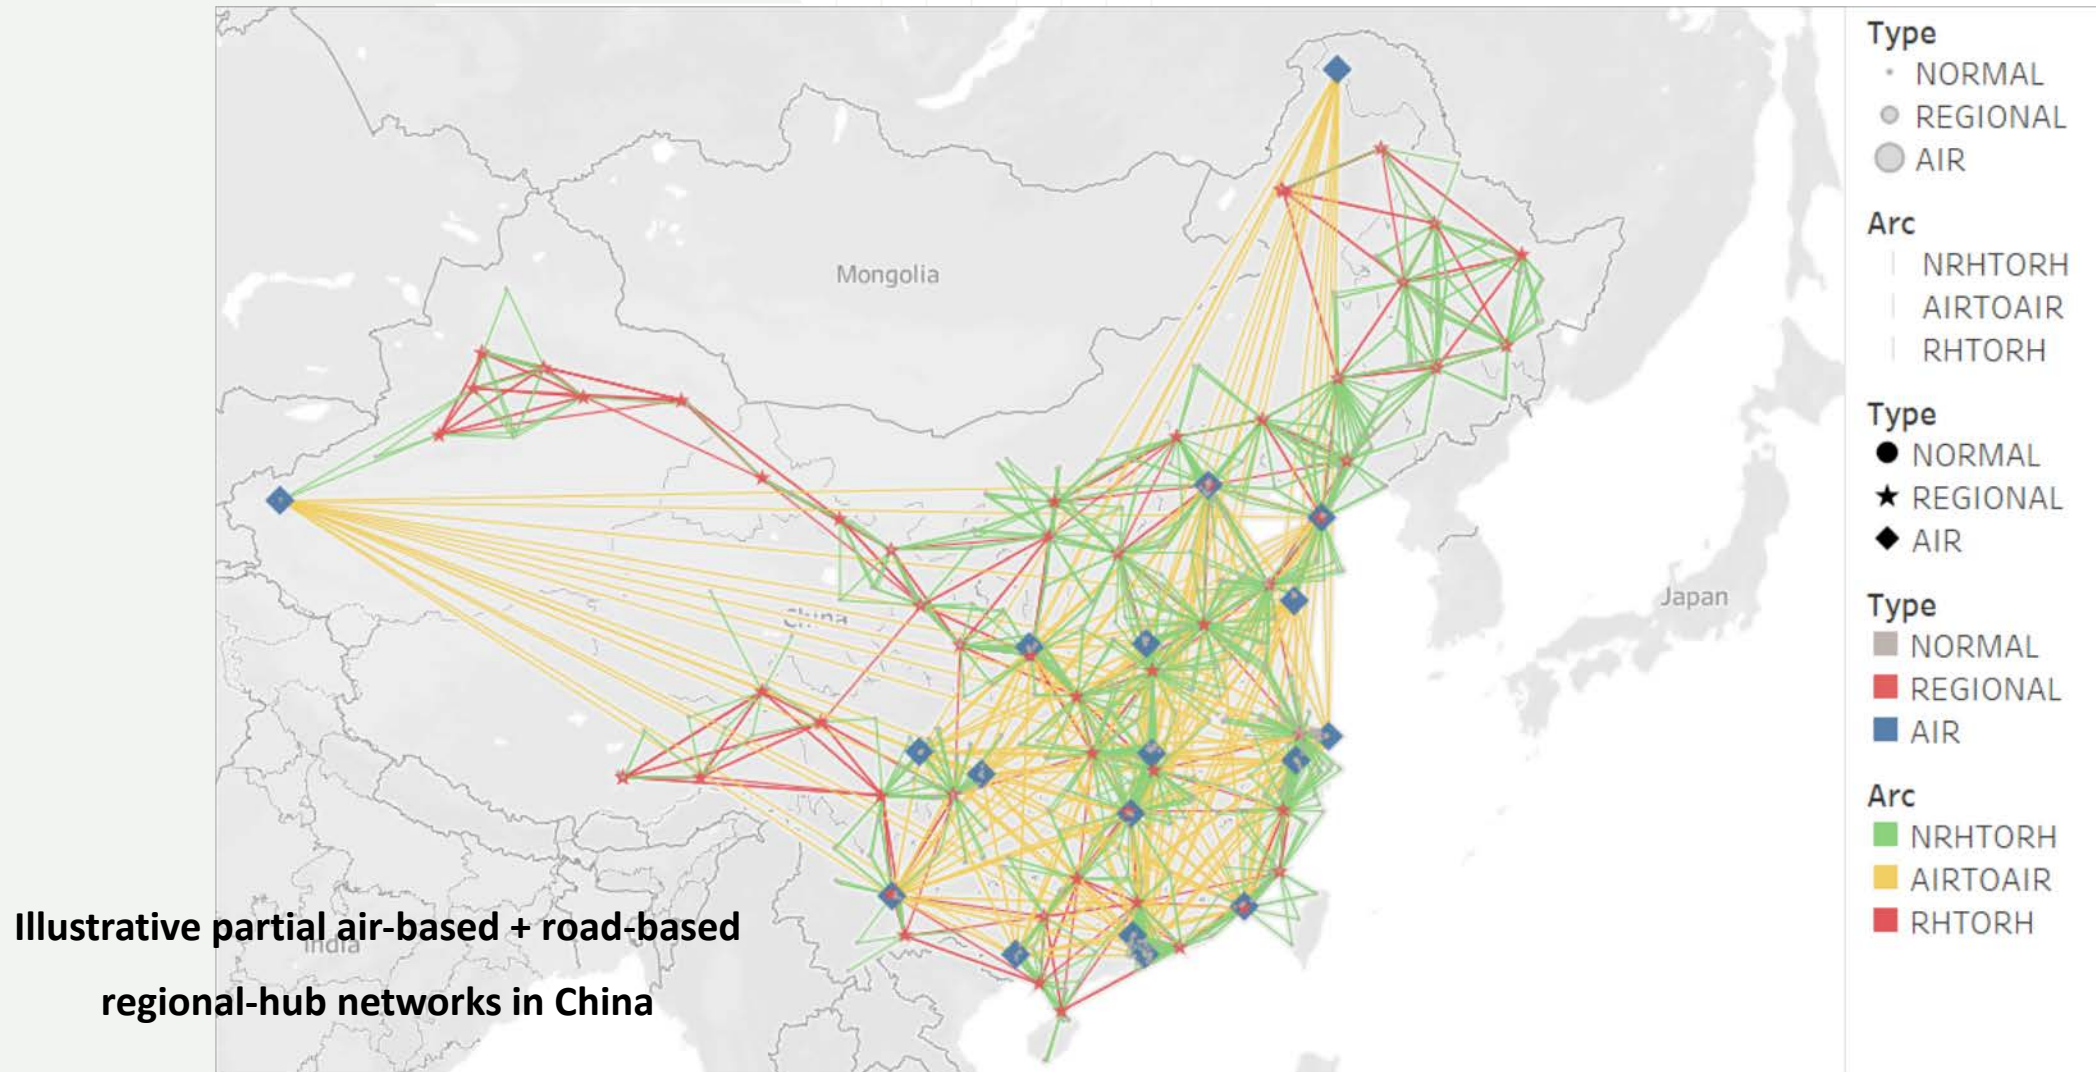 Mongolia
China
Japan
India
Illustrative partial air-based + road-based
regional-hub networks in China
Type
NORMAL
REGIONAL
AIR
Arc
NRHTORH
AIRTOAIR
RHTORH
Type
NORMAL
REGIONAL
AIR
Type
NORMAL
REGIONAL
AIR
Arc
NRHTORH
AIRTOAIR
RHTORH